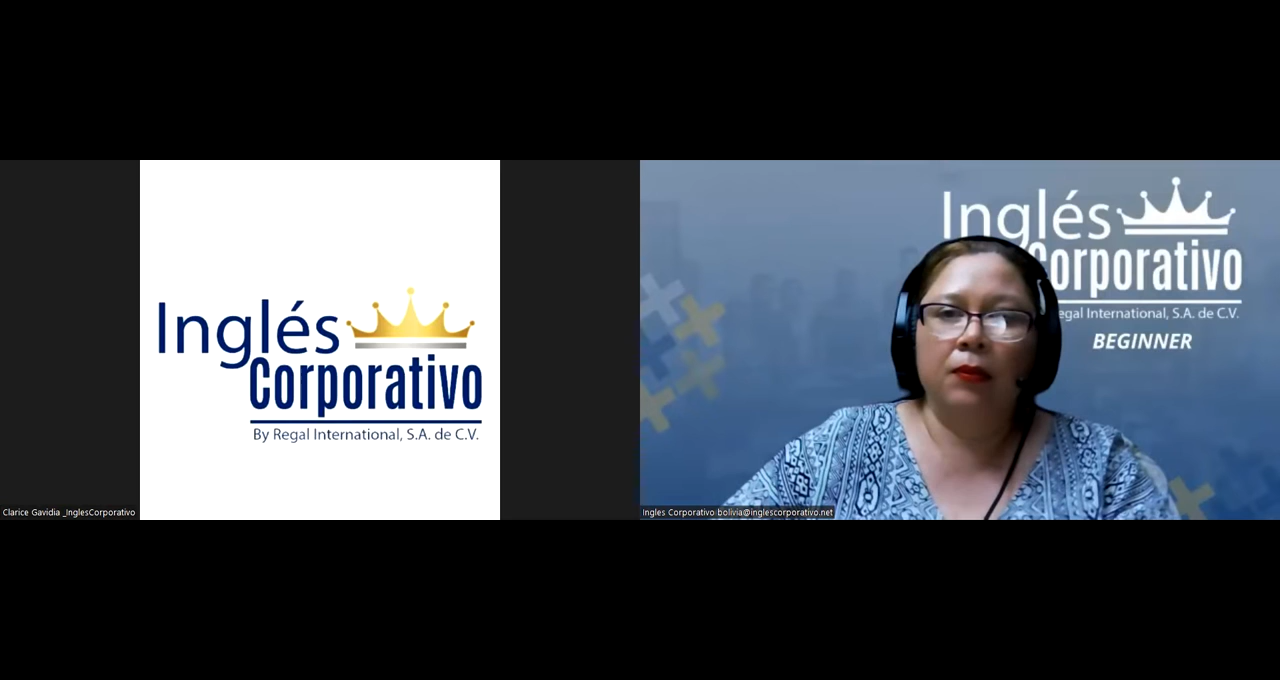 Inglés
Corporativo
By Regal International, S.A. de C.V.
Clarice Gavidia _InglesCorporativo
Inglés
Corporativo
egal International, S.A. de C.V.
BEGINNER
Ingles Corporativo bolivia@inglescorporativo.net